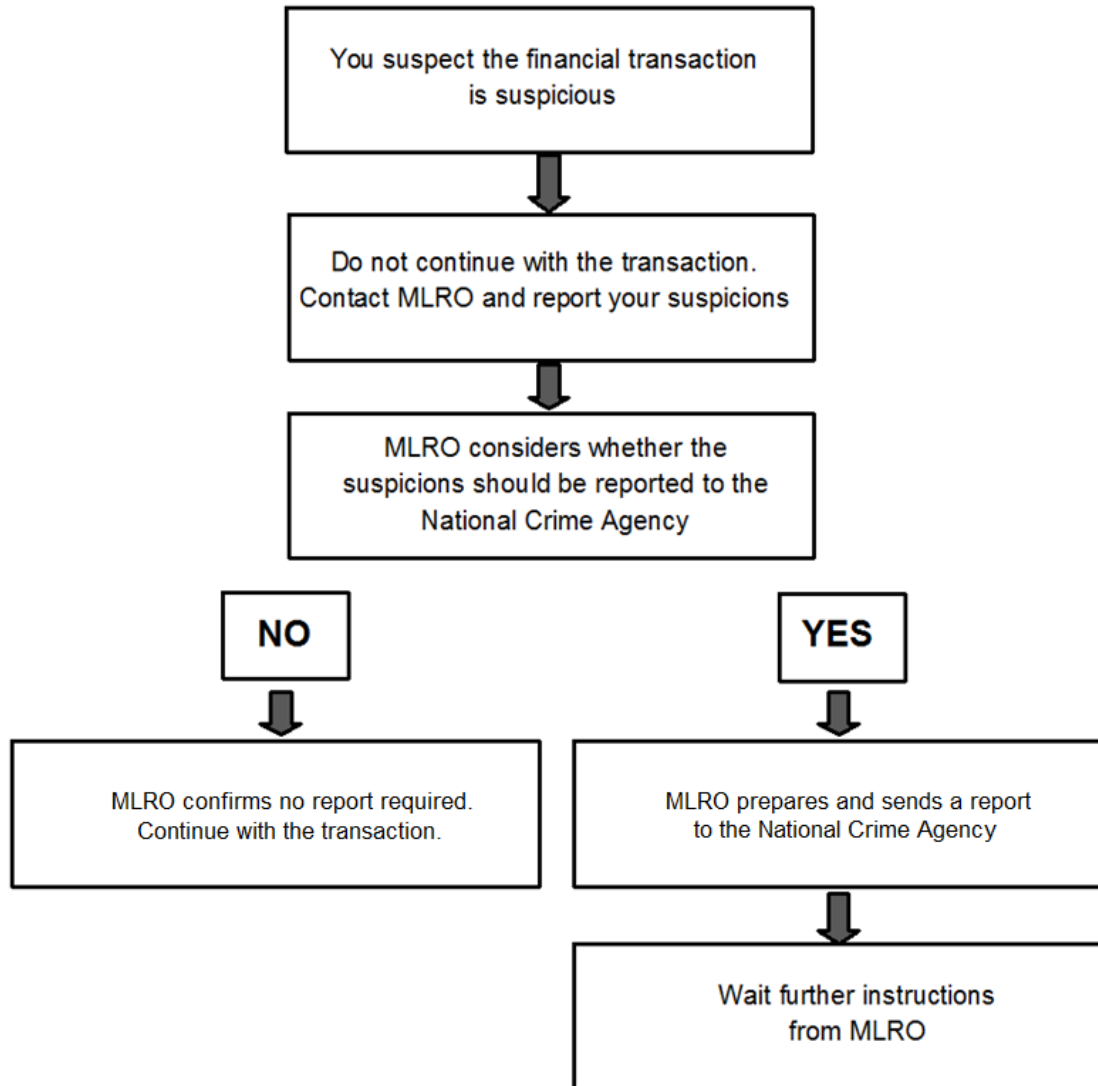 You suspect the financial transaction
is suspicious
Do not continue with the transaction.
Contact MLRO and report your suspicions
MLRO considers whether the
suspicions should be reported to the
National Crime Agency
NO
YES
MLRO confirms no report required.
Continue with the transaction.
MLRO prepares and sends a report
to the National Crime Agency
Wait further instructions
from MLRO